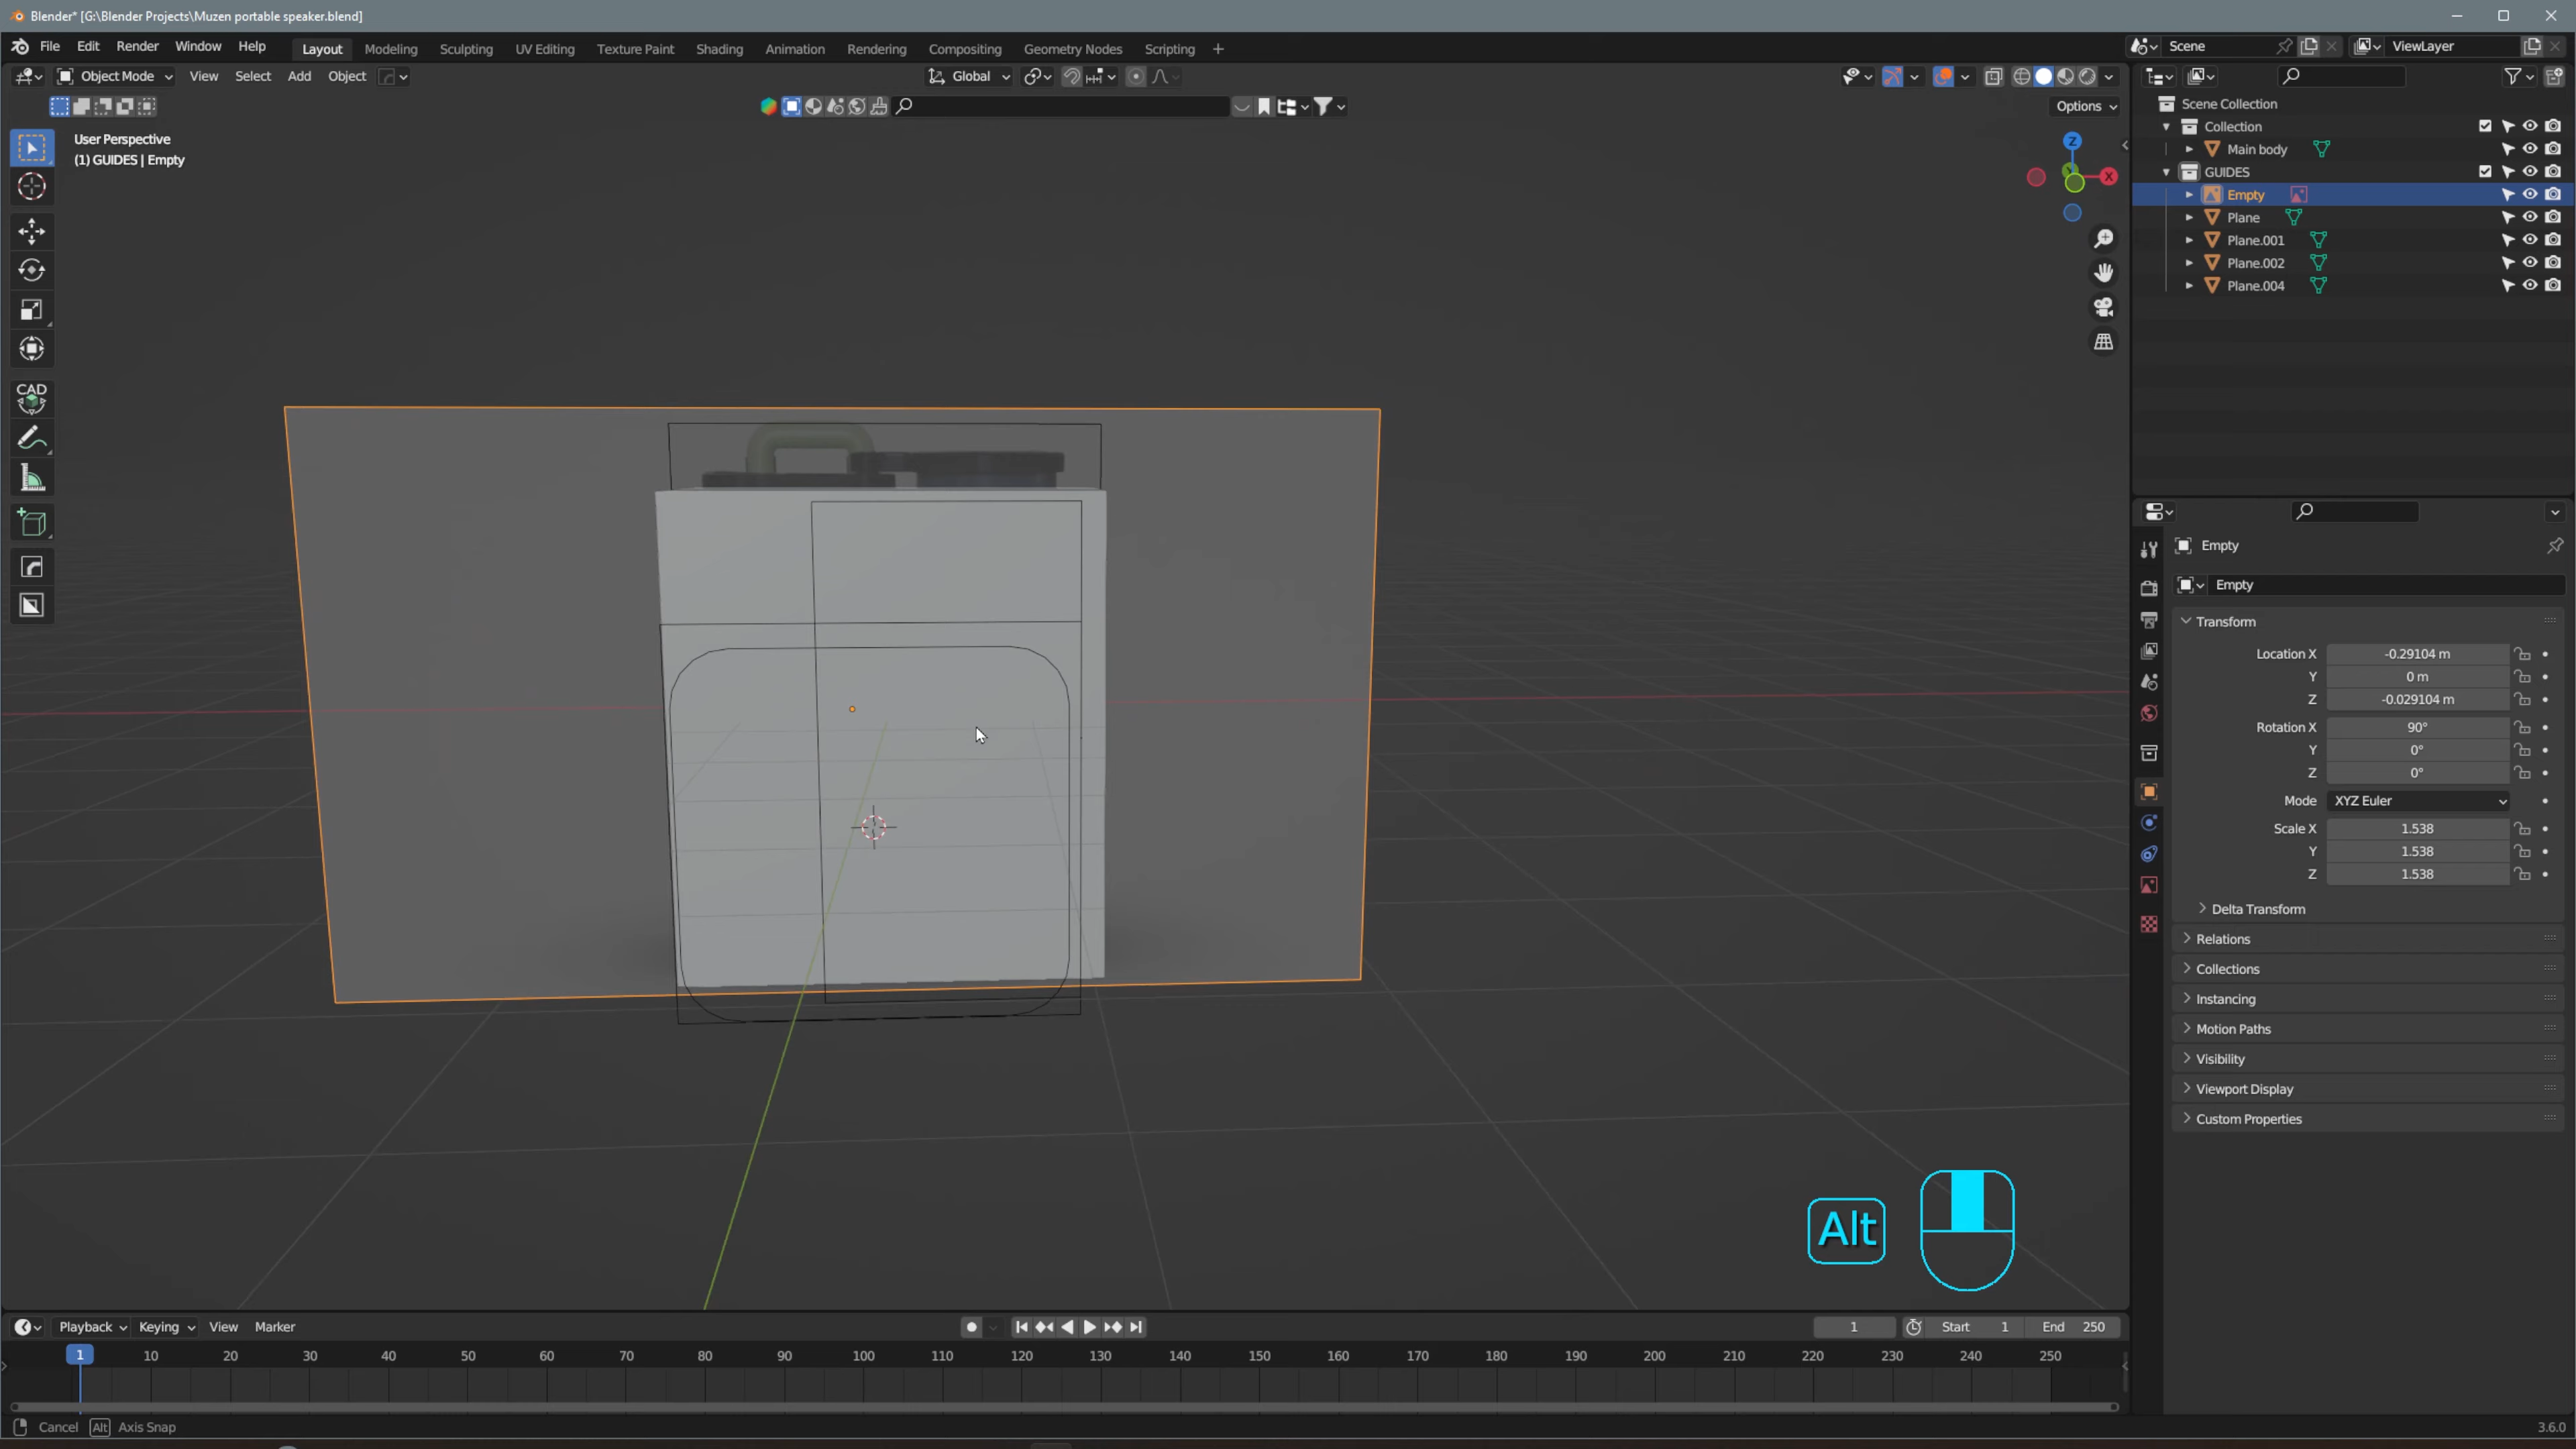 Blender* [G:\Blender Projects\Muzen portable speaker.blend]
File Edit Render Window Help Layout Modeling Sculpting UV Editing Texture Paint Shading Animation Rendering Compositing Geometry Nodes Scripting + Scene ViewLayer
Object Mode View Select Add Object Global
Options
User Perspective
(1) GUIDES | Empty
Z
X
CAD
Scene Collection
Collection
Main body
GUIDES
Empty
Plane
Plane.001
Plane.002
Plane.004
Empty
Empty
Transform
Location X -0.29104 m
Y 0 m
Z -0.029104 m
Rotation X 90°
Y 0°
Z 0°
Mode XYZ Euler
Scale X 1.538
Y 1.538
Z 1.538
Delta Transform
Relations
Collections
Instancing
Motion Paths
Visibility
Viewport Display
Custom Properties
Alt
Playback Keying View Marker 1 Start 1 End 250
1 10 20 30 40 50 60 70 80 90 100 110 120 130 140 150 160 170 180 190 200 210 220 230 240 250
Cancel Alt Axis Snap 3.6.0